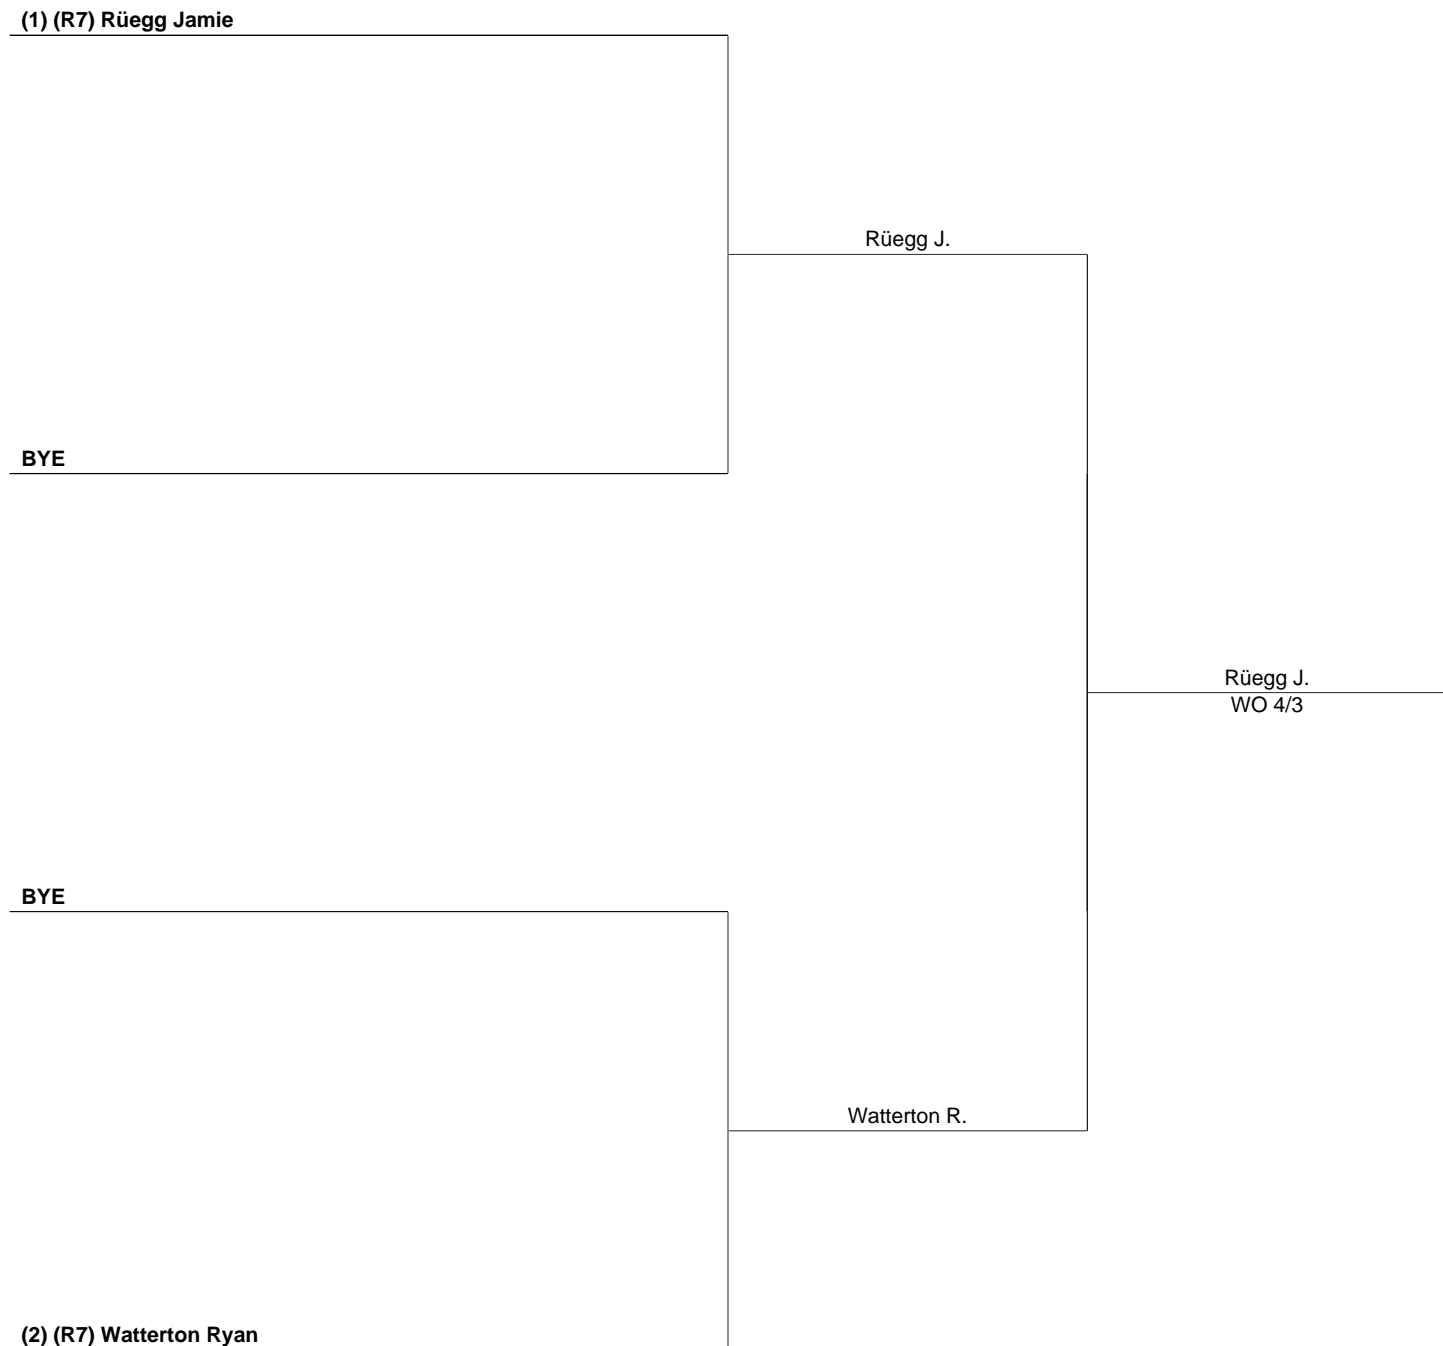 (1) (R7) Rüegg Jamie
Rüegg J.
BYE
Rüegg J.
WO 4/3
BYE
Watterton R.
(2) (R7) Watterton Ryan